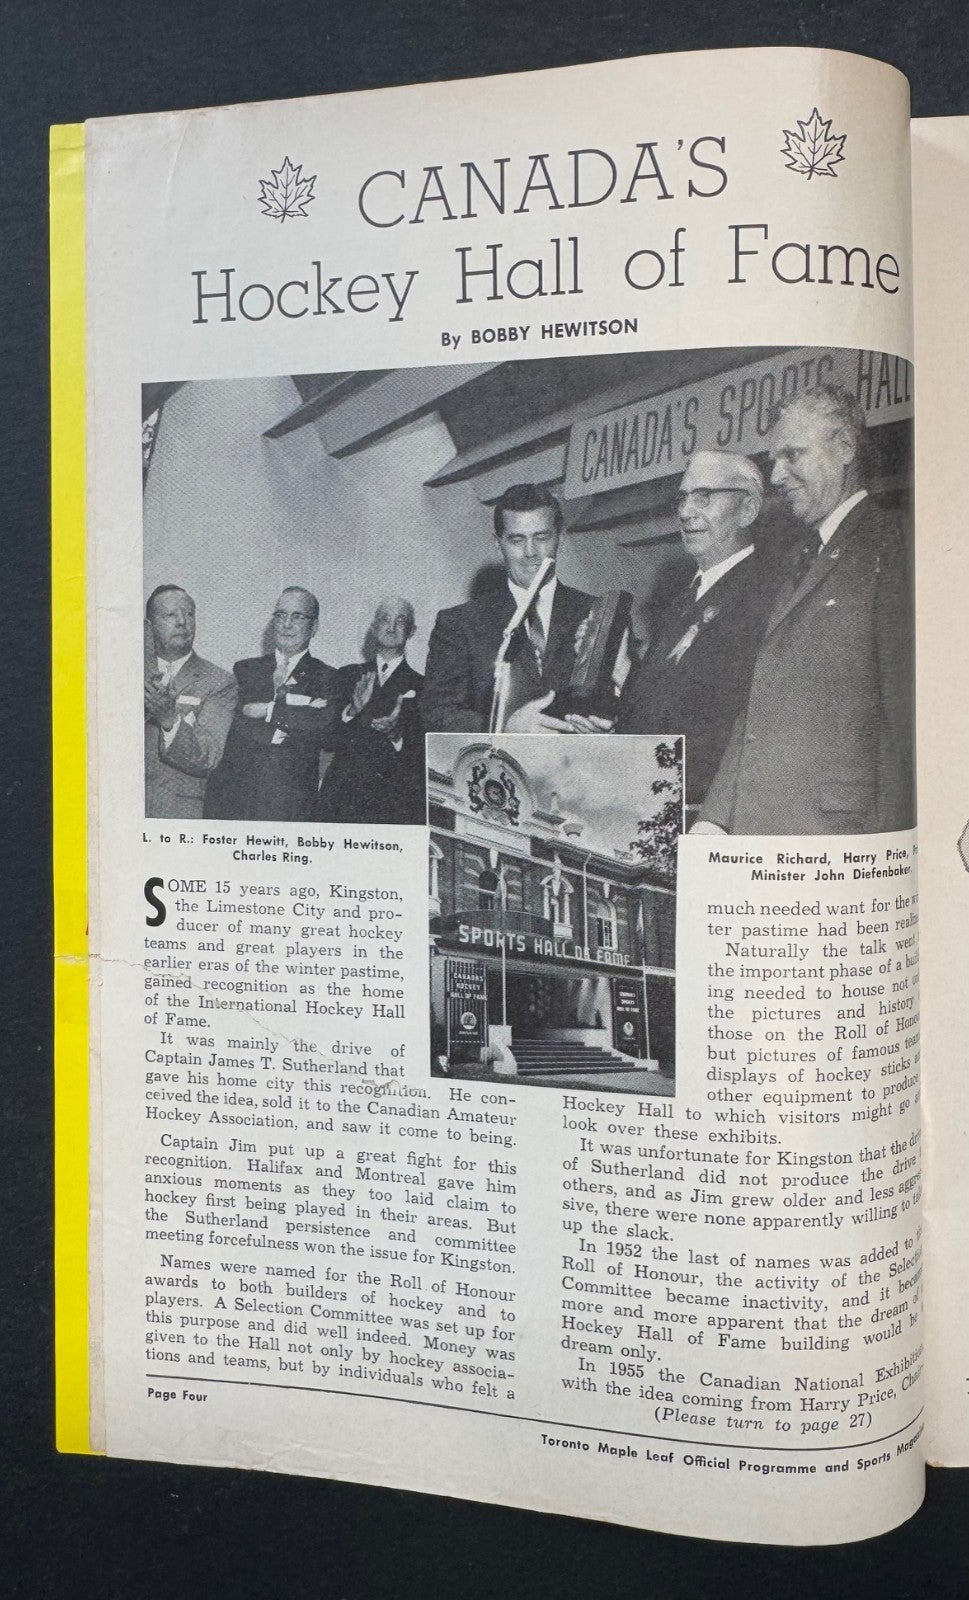 CANADA'S
Hockey Hall of Fame
By BOBBY HEWITSON
CANADA'S SPORTS HALL
SPORTS HALL OF FAME
CANADA'S
HOCKEY
HALL OF FAME
CANADA'S
SPORTS
HALL OF FAME
L. to R.: Foster Hewitt, Bobby Hewitson,
Charles Ring.
Maurice Richard, Harry Price,
Minister John Diefenbaker.
SOME 15 years ago, Kingston,
the Limestone City and pro-
ducer of many great hockey
teams and great players in the
earlier eras of the winter pastime,
gained recognition as the home
of the International Hockey Hall
of Fame.
It was mainly the drive of
Captain James T. Sutherland that
gave his home city this recognition. He con-
ceived the idea, sold it to the Canadian Amateur
Hockey Association, and saw it come to being.
Captain Jim put up a great fight for this
recognition. Halifax and Montreal gave him
anxious moments as they too laid claim to
hockey first being played in their areas. But
the Sutherland persistence and committee
meeting forcefulness won the issue for Kingston.
Names were named for the Roll of Honour
awards to both builders of hockey and to
players. A Selection Committee was set up for
this purpose and did well indeed. Money was
given to the Hall not only by hockey associa-
tions and teams, but by individuals who felt a
much needed want for the
ter pastime had been
Naturally the talk went
the important phase of a
ing needed to house not
the pictures and history
those on the Roll of
but pictures of famous
displays of hockey sticks
other equipment to produce
Hockey Hall to which visitors might go
look over these exhibits.
It was unfortunate for Kingston that the
of Sutherland did not produce the drive
others, and as Jim grew older and less
sive, there were none apparently willing to
up the slack.
In 1952 the last of names was added to
Roll of Honour, the activity of the
Committee became inactivity, and it
more and more apparent that the dream of
Hockey Hall of Fame building would be
dream only.
In 1955 the Canadian National
with the idea coming from Harry Price,
(Please turn to page 27)
Page Four
Toronto Maple Leaf Official Programme and Sports